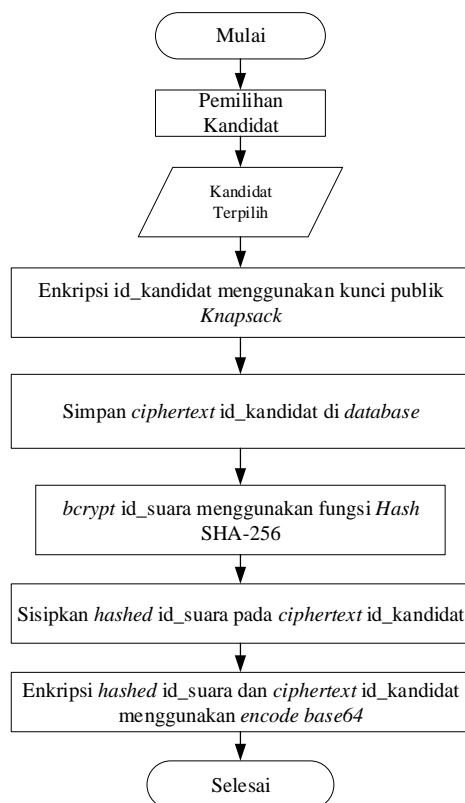 Mulai
Pemilihan
Kandidat
Kandidat
Terpilih
Enkripsi id_kandidat menggunakan kunci publik
Knapsack
Simpan ciphertext id_kandidat di database
bcrypt id_suara menggunakan fungsi Hash
SHA-256
Sisipkan hashed id_suara pada ciphertext id_kandidat
Enkripsi hashed id_suara dan ciphertext id_kandidat
menggunakan encode base64
Selesai